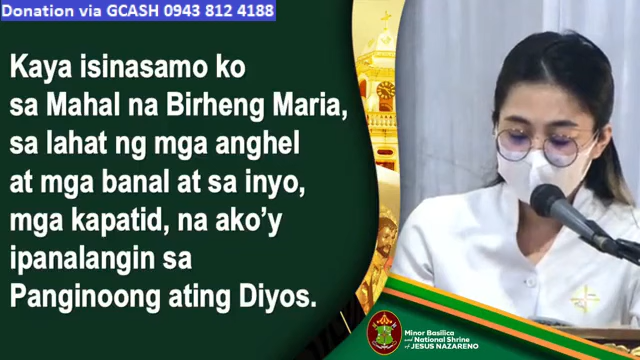 Donation via GCASH 0943 812 4188
Kaya isinasamo ko
sa Mahal na Birheng Maria,
sa lahat ng mga anghel
at mga banal at sa inyo,
mga kapatid, na ako’y
ipanalangin sa
Panginoong ating Diyos.
Minor Basilica
and National Shrine
of JESUS NAZARENO